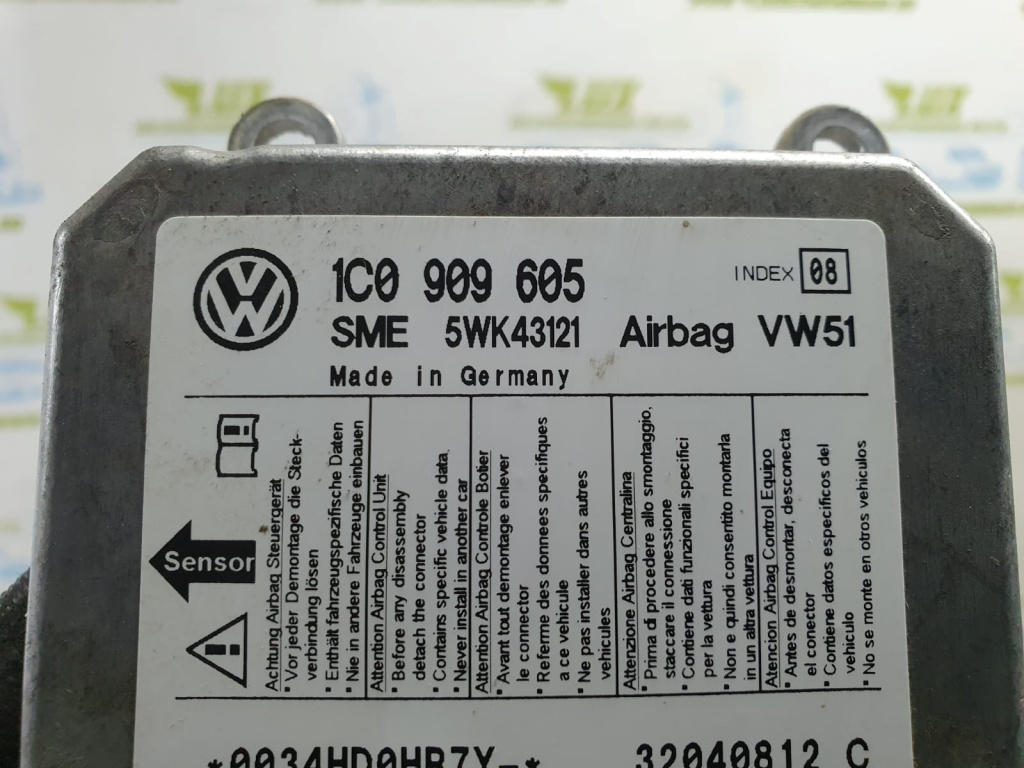 1C0 909 605
INDEX 08
SME 5WK43121 Airbag VW51
Made in Germany
Sensor
Achtung Airbag Steuergerät
• Vor jeder Demontage die Steck-
verbindung lösen
• Enthält fahrzeugspezifische Daten
• Nie in andere Fahrzeuge einbauen
Attention Airbag Control Unit
• Before any disassembly
detach the connector
• Contains specific vehicle data
• Never install in another car
Attention Airbag Controle Boîtier
• Avant tout demontage enlever
le connector
• Referme des données specifiques
a ce vehicule
• Ne pas installer dans autres
vehicules
Attenzione Airbag Centralina
• Prima di procedere allo smontaggio,
staccare il connessione
• Contiene dati funzionali specifici
per la vettura
• Non e quindi consentito montarla
in un altra vettura
Atencion Airbag Control Equipo
• Antes de desmontar, desconecta
el conector
• Contiene datos especificos del
vehiculo
• No se monte en otros vehiculos
*0034HD0HB7Y-*
32040812 C